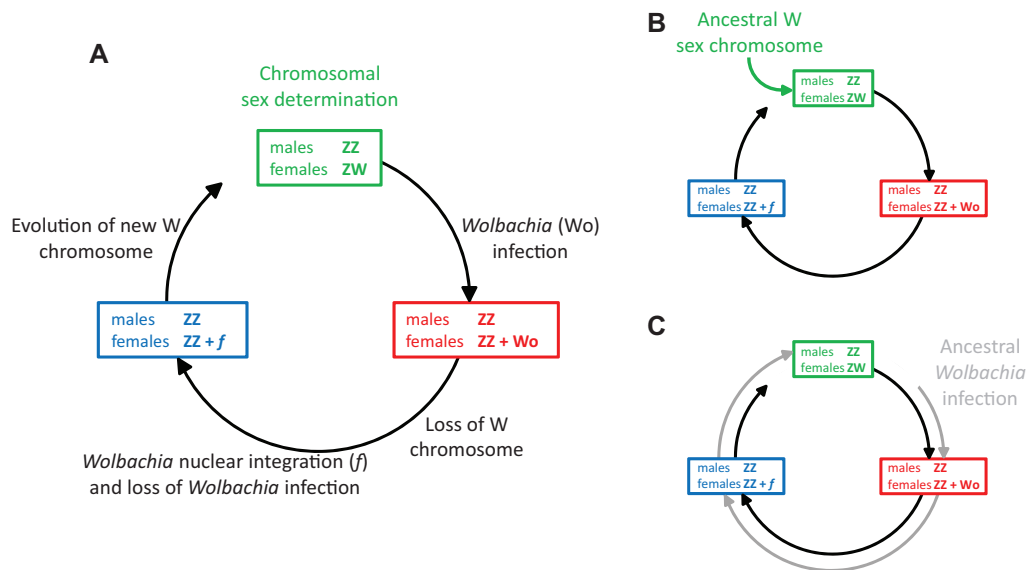 A
Chromosomal
sex determination
males ZZ
females ZW
Evolution of new W
chromosome
Wolbachia (Wo)
infection
males ZZ
females ZZ + f
males ZZ
females ZZ + Wo
Loss of W
chromosome
Wolbachia nuclear integration (f)
and loss of Wolbachia infection
B
Ancestral W
sex chromosome
males ZZ
females ZW
males ZZ
females ZZ + f
males ZZ
females ZZ + Wo
C
males ZZ
females ZW
Ancestral
Wolbachia
infection
males ZZ
females ZZ + f
males ZZ
females ZZ + Wo